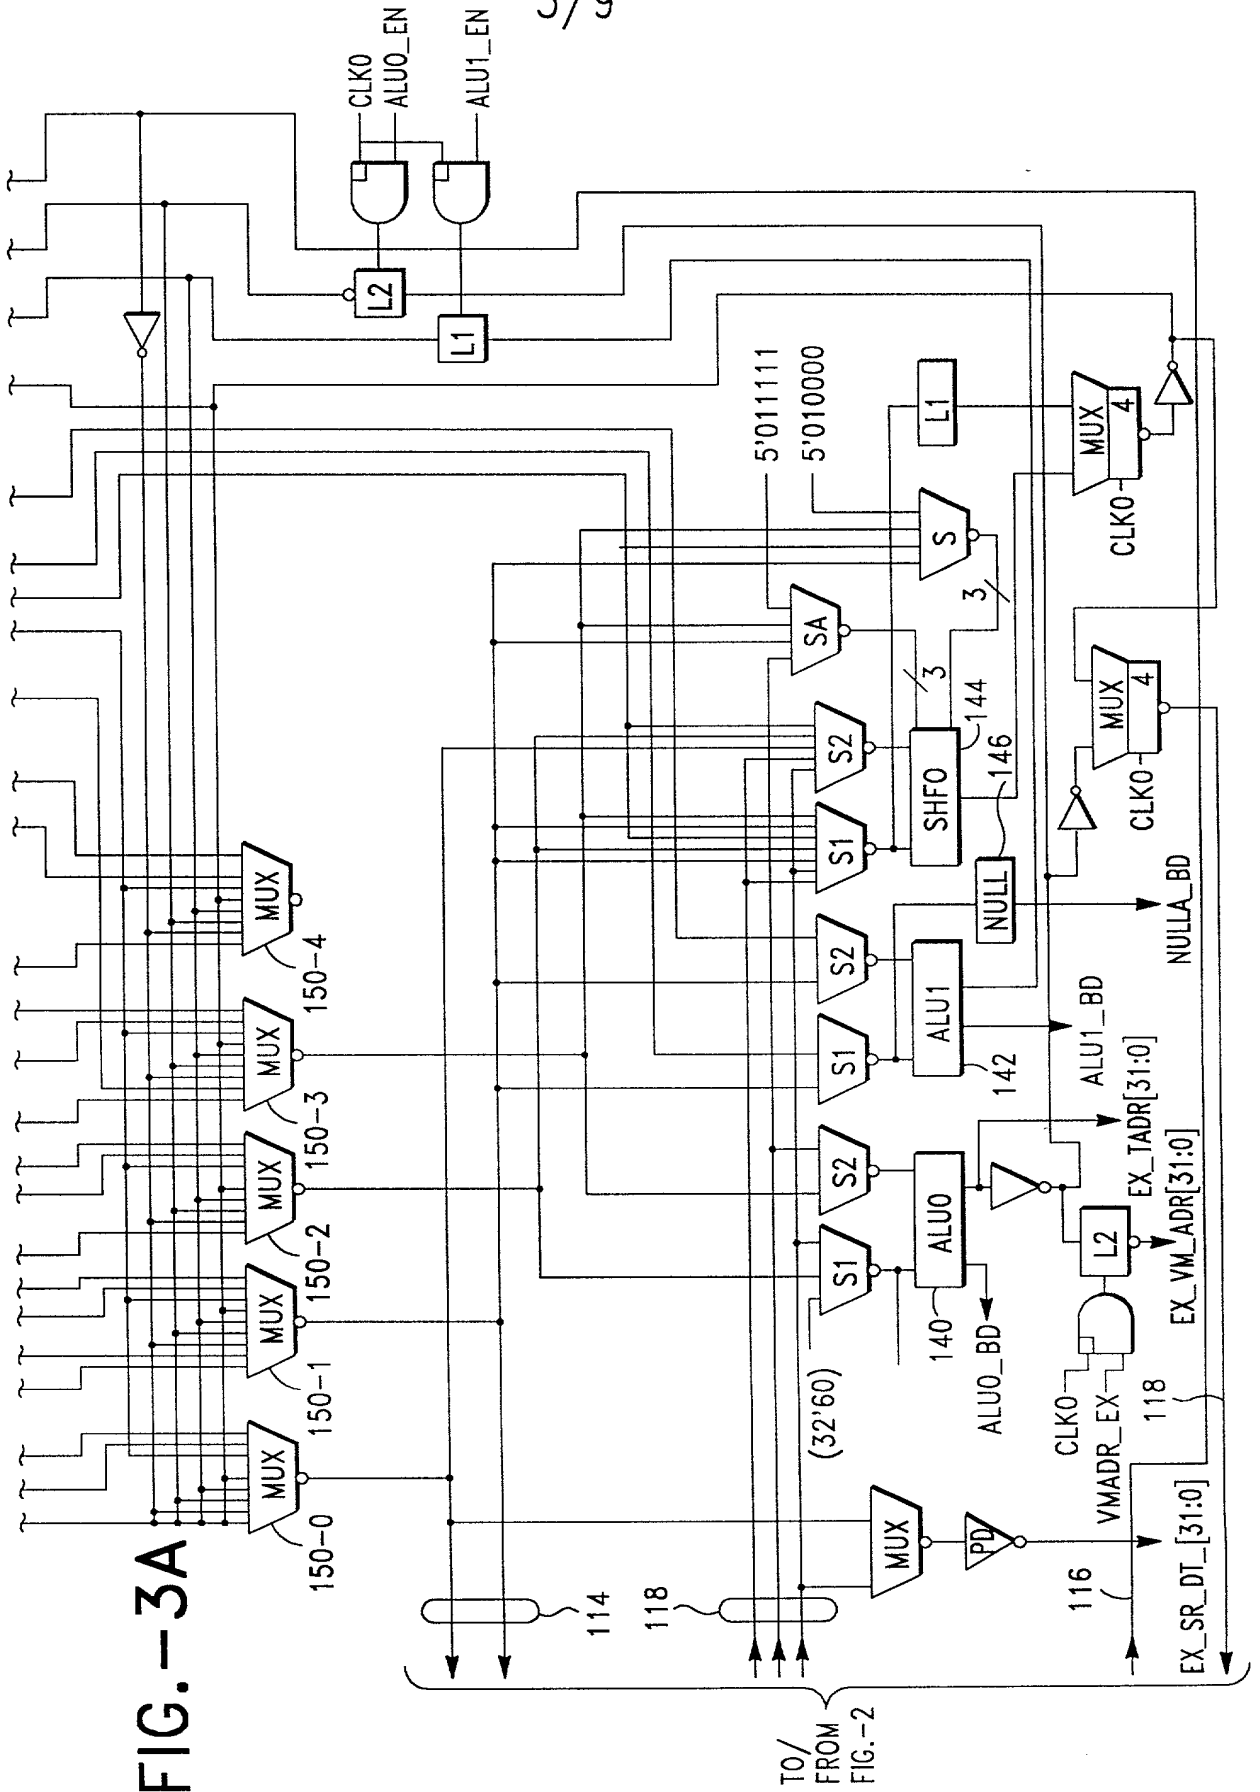 5/9
CLK0
ALU0_EN
ALU1_EN
L2
L1
5'011111
5'010000
L1
MUX
4
CLK0
S
3
SA
3
MUX
4
CLK0
S2
S1
SHF0
144
146
NULL
NULLA_BD
S2
S1
ALU1
142
ALU1_BD
S2
S1
ALU0
140
ALU0_BD
(32'60)
EX_TADR[31:0]
L2
EX_VM_ADR[31:0]
CLK0
VMADR_EX
118
116
EX_SR_DT_[31:0]
MUX
PD
MUX
150-4
MUX
150-3
MUX
150-2
MUX
150-1
MUX
150-0
114
118
TO/
FROM
FIG.-2
FIG.-3A